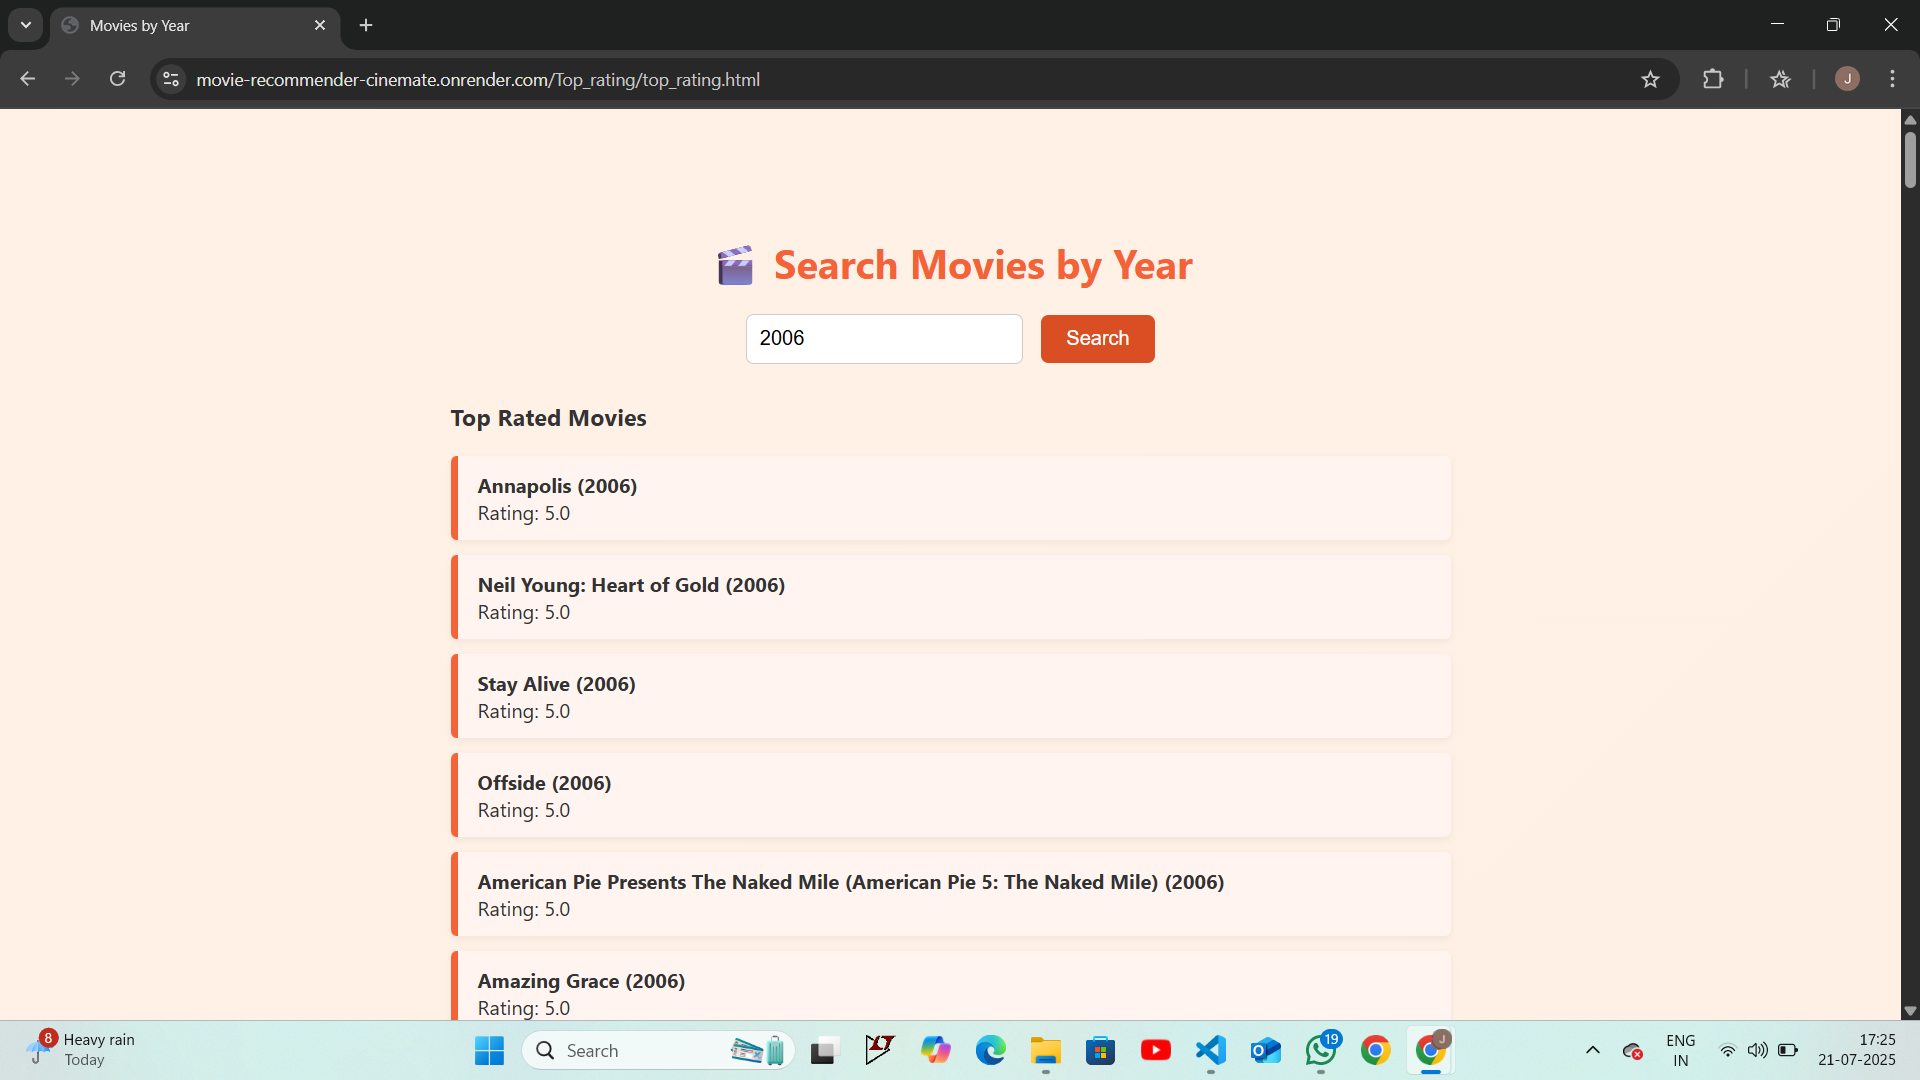 Movies by Year
movie-recommender-cinemate.onrender.com/Top_rating/top_rating.html
J
Search Movies by Year
2006
Search
Top Rated Movies
Annapolis (2006)
Rating: 5.0
Neil Young: Heart of Gold (2006)
Rating: 5.0
Stay Alive (2006)
Rating: 5.0
Offside (2006)
Rating: 5.0
American Pie Presents The Naked Mile (American Pie 5: The Naked Mile) (2006)
Rating: 5.0
Amazing Grace (2006)
Rating: 5.0
8
Heavy rain
Today
Search
LT
19
J
ENG
IN
17:25
21-07-2025